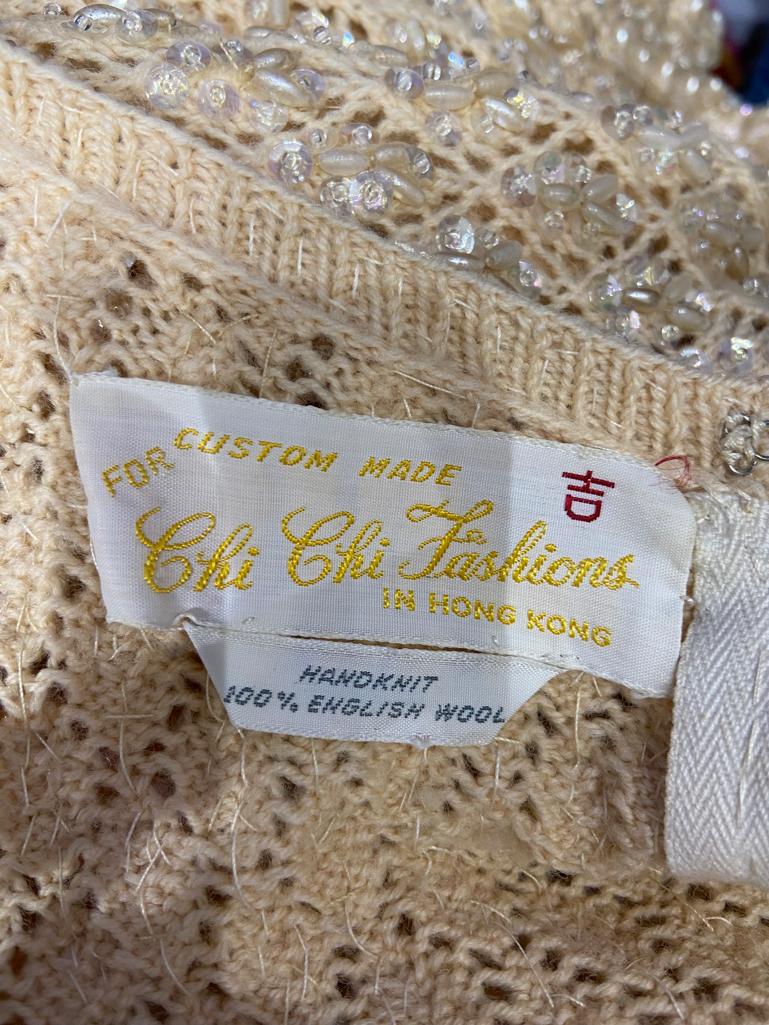 FOR CUSTOM MADE 吉
Chi Chi Fashions
IN HONG KONG
HANDKNIT
100% ENGLISH WOOL